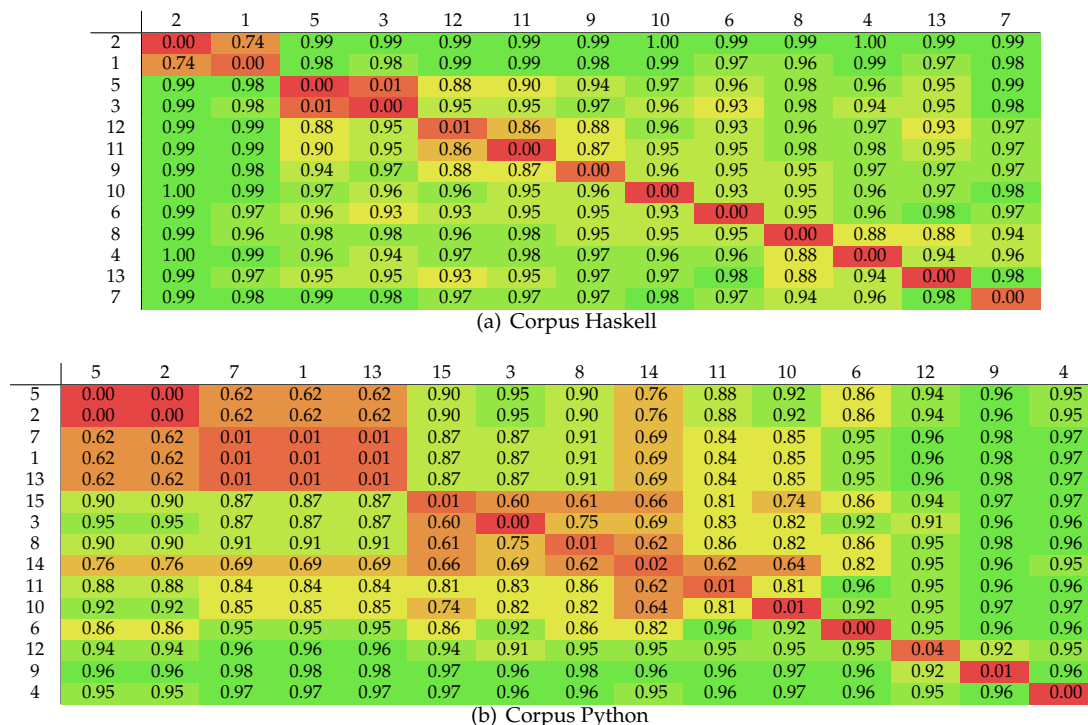 2 1 5 3 12 11 9 10 6 8 4 13 7
2 0.00 0.74 0.99 0.99 0.99 0.99 0.99 1.00 0.99 0.99 1.00 0.99 0.99
1 0.74 0.00 0.98 0.98 0.99 0.99 0.98 0.99 0.97 0.96 0.99 0.97 0.98
5 0.99 0.98 0.00 0.01 0.88 0.90 0.94 0.97 0.96 0.98 0.96 0.95 0.99
3 0.99 0.98 0.01 0.00 0.95 0.95 0.97 0.96 0.93 0.98 0.94 0.95 0.98
12 0.99 0.99 0.88 0.95 0.01 0.86 0.88 0.96 0.93 0.96 0.97 0.93 0.97
11 0.99 0.99 0.90 0.95 0.86 0.00 0.87 0.95 0.95 0.98 0.98 0.95 0.97
9 0.99 0.98 0.94 0.97 0.88 0.87 0.00 0.96 0.95 0.95 0.97 0.97 0.97
10 1.00 0.99 0.97 0.96 0.96 0.95 0.96 0.00 0.93 0.95 0.96 0.97 0.98
6 0.99 0.97 0.96 0.93 0.93 0.95 0.95 0.93 0.00 0.95 0.96 0.98 0.97
8 0.99 0.96 0.98 0.98 0.96 0.98 0.95 0.95 0.95 0.00 0.88 0.88 0.94
4 1.00 0.99 0.96 0.94 0.97 0.98 0.97 0.96 0.96 0.88 0.00 0.94 0.96
13 0.99 0.97 0.95 0.95 0.93 0.95 0.97 0.97 0.98 0.88 0.94 0.00 0.98
7 0.99 0.98 0.99 0.98 0.97 0.97 0.97 0.98 0.97 0.94 0.96 0.98 0.00
(a) Corpus Haskell
5 2 7 1 13 15 3 8 14 11 10 6 12 9 4
5 0.00 0.00 0.62 0.62 0.62 0.90 0.95 0.90 0.76 0.88 0.92 0.86 0.94 0.96 0.95
2 0.00 0.00 0.62 0.62 0.62 0.90 0.95 0.90 0.76 0.88 0.92 0.86 0.94 0.96 0.95
7 0.62 0.62 0.01 0.01 0.01 0.87 0.87 0.91 0.69 0.84 0.85 0.95 0.96 0.98 0.97
1 0.62 0.62 0.01 0.01 0.01 0.87 0.87 0.91 0.69 0.84 0.85 0.95 0.96 0.98 0.97
13 0.62 0.62 0.01 0.01 0.01 0.87 0.87 0.91 0.69 0.84 0.85 0.95 0.96 0.98 0.97
15 0.90 0.90 0.87 0.87 0.87 0.01 0.60 0.61 0.66 0.81 0.74 0.86 0.94 0.97 0.97
3 0.95 0.95 0.87 0.87 0.87 0.60 0.00 0.75 0.69 0.83 0.82 0.92 0.91 0.96 0.96
8 0.90 0.90 0.91 0.91 0.91 0.61 0.75 0.01 0.62 0.86 0.82 0.86 0.95 0.98 0.96
14 0.76 0.76 0.69 0.69 0.69 0.66 0.69 0.62 0.02 0.62 0.64 0.82 0.95 0.96 0.95
11 0.88 0.88 0.84 0.84 0.84 0.81 0.83 0.86 0.62 0.01 0.81 0.96 0.95 0.96 0.96
10 0.92 0.92 0.85 0.85 0.85 0.74 0.82 0.82 0.64 0.81 0.01 0.92 0.95 0.97 0.97
6 0.86 0.86 0.95 0.95 0.95 0.86 0.92 0.86 0.82 0.96 0.92 0.00 0.95 0.96 0.96
12 0.94 0.94 0.96 0.96 0.96 0.94 0.91 0.95 0.95 0.95 0.95 0.95 0.04 0.92 0.95
9 0.96 0.96 0.98 0.98 0.98 0.97 0.96 0.98 0.96 0.96 0.97 0.96 0.92 0.01 0.96
4 0.95 0.95 0.97 0.97 0.97 0.97 0.96 0.96 0.95 0.96 0.97 0.96 0.95 0.96 0.00
(b) Corpus Python